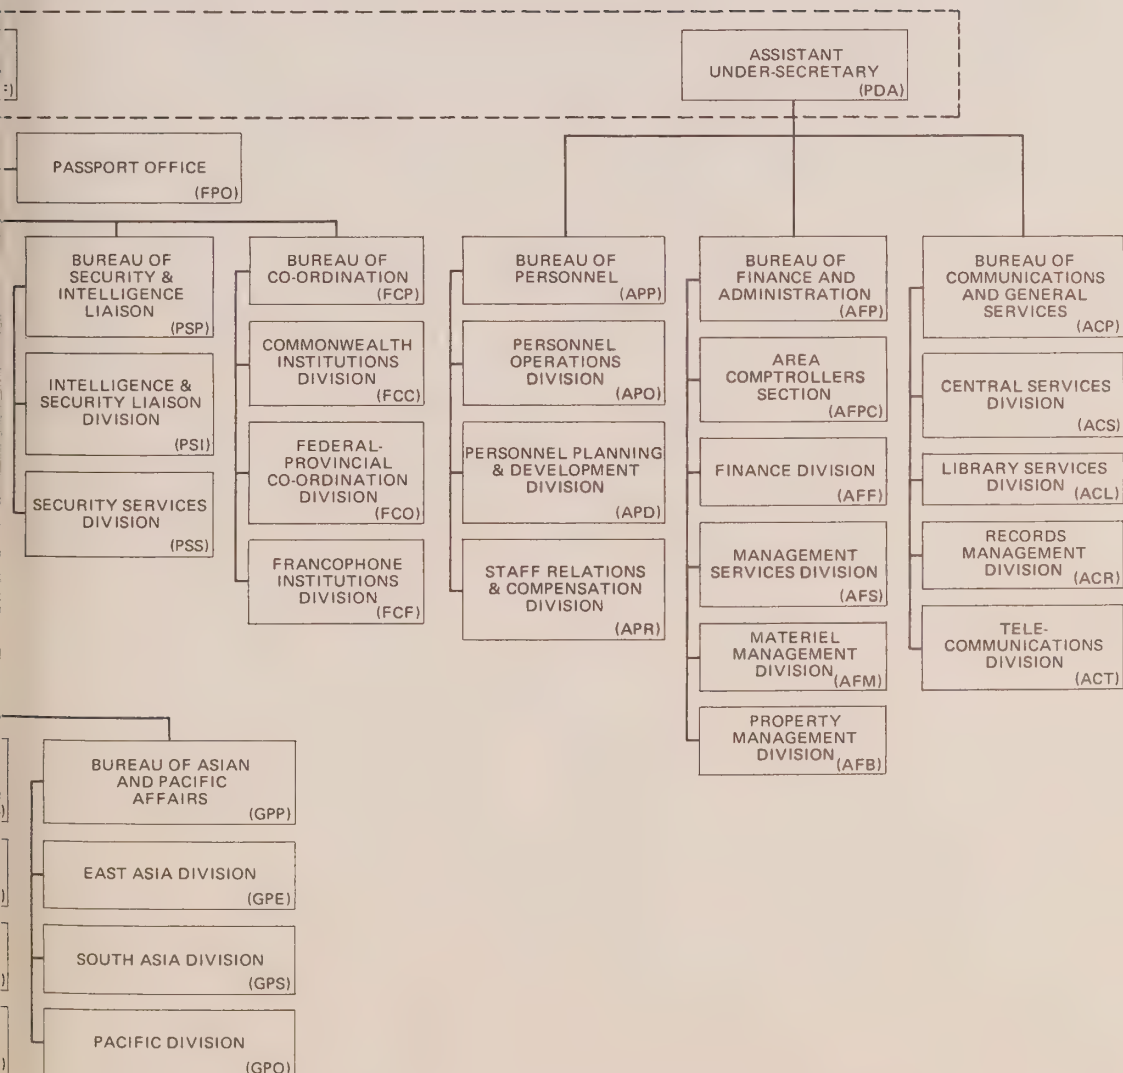 ASSISTANT
UNDER-SECRETARY
(PDA)
PASSPORT OFFICE
(FPO)
BUREAU OF
SECURITY &
INTELLIGENCE
LIAISON
(PSP)
INTELLIGENCE &
SECURITY LIAISON
DIVISION
(PSI)
SECURITY SERVICES
DIVISION
(PSS)
BUREAU OF
CO-ORDINATION
(FCP)
COMMONWEALTH
INSTITUTIONS
DIVISION
(FCC)
FEDERAL-
PROVINCIAL
CO-ORDINATION
DIVISION
(FCO)
FRANCOPHONE
INSTITUTIONS
DIVISION
(FCF)
BUREAU OF
PERSONNEL
(APP)
PERSONNEL
OPERATIONS
DIVISION
(APO)
PERSONNEL PLANNING
& DEVELOPMENT
DIVISION
(APD)
STAFF RELATIONS
& COMPENSATION
DIVISION
(APR)
BUREAU OF
FINANCE AND
ADMINISTRATION
(AFP)
AREA
COMPTROLLERS
SECTION
(AFPC)
FINANCE DIVISION
(AFF)
MANAGEMENT
SERVICES DIVISION
(AFS)
MATERIEL
MANAGEMENT
DIVISION
(AFM)
PROPERTY
MANAGEMENT
DIVISION
(AFB)
BUREAU OF
COMMUNICATIONS
AND GENERAL
SERVICES
(ACP)
CENTRAL SERVICES
DIVISION
(ACS)
LIBRARY SERVICES
DIVISION (ACL)
RECORDS
MANAGEMENT
DIVISION (ACR)
TELE-
COMMUNICATIONS
DIVISION
(ACT)
BUREAU OF ASIAN
AND PACIFIC
AFFAIRS
(GPP)
EAST ASIA DIVISION
(GPE)
SOUTH ASIA DIVISION
(GPS)
PACIFIC DIVISION
(GPO)